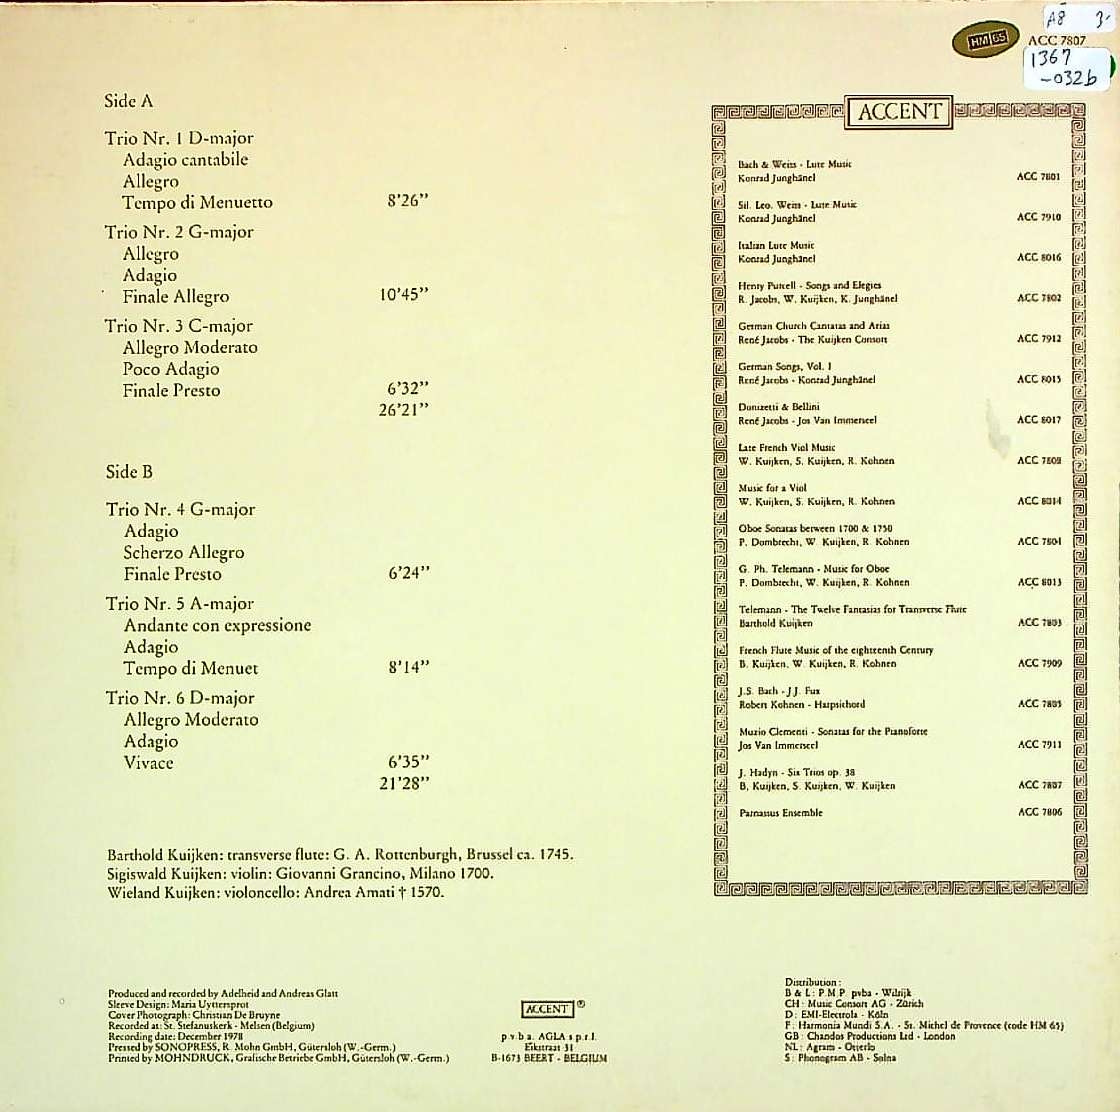 A8 3.-
HM 65
ACC 7807
1367
-032b
Side A
Trio Nr. 1 D-major
Adagio cantabile
Allegro
Tempo di Menuetto 8'26''
Trio Nr. 2 G-major
Allegro
Adagio
Finale Allegro 10'45''
Trio Nr. 3 C-major
Allegro Moderato
Poco Adagio
Finale Presto 6'32''
26'21''
Side B
Trio Nr. 4 G-major
Adagio
Scherzo Allegro
Finale Presto 6'24''
Trio Nr. 5 A-major
Andante con expressione
Adagio
Tempo di Menuet 8'14''
Trio Nr. 6 D-major
Allegro Moderato
Adagio
Vivace 6'35''
21'28''
Barthold Kuijken: transverse flute: G. A. Rottenburgh, Brussel ca. 1745.
Sigiswald Kuijken: violin: Giovanni Grancino, Milano 1700.
Wieland Kuijken: violoncello: Andrea Amati † 1570.
ACCENT
Bach & Weiss - Lute Music
Konrad Junghänel ACC 7801
Sil. Leo. Weiss - Lute Music
Konrad Junghänel ACC 7910
Italian Lute Music
Konrad Junghänel ACC 8016
Henry Purcell - Songs and Elegies
R. Jacobs, W. Kuijken, K. Junghänel ACC 7802
German Church Cantatas and Arias
René Jacobs - The Kuijken Consort ACC 7912
German Songs, Vol. I
René Jacobs - Konrad Junghänel ACC 8015
Donizetti & Bellini
René Jacobs - Jos Van Immerseel ACC 8017
Late French Viol Music
W. Kuijken, S. Kuijken, R. Kohnen ACC 7808
Music for a Viol
W. Kuijken, S. Kuijken, R. Kohnen ACC 8014
Oboe Sonatas between 1700 & 1750
P. Dombrecht, W. Kuijken, R. Kohnen ACC 7804
G. Ph. Telemann - Music for Oboe
P. Dombrecht, W. Kuijken, R. Kohnen ACC 8013
Telemann - The Twelve Fantasias for Transverse Flute
Barthold Kuijken ACC 7803
French Flute Music of the eighteenth Century
B. Kuijken, W. Kuijken, R. Kohnen ACC 7909
J.S. Bach - J.J. Fux
Robert Kohnen - Harpsichord ACC 7805
Muzio Clementi - Sonatas for the Pianoforte
Jos Van Immerseel ACC 7911
J. Hadyn - Six Trios op. 38
B. Kuijken, S. Kuijken, W. Kuijken ACC 7807
Parnassus Ensemble ACC 7806
Produced and recorded by Adelheid and Andreas Glatt
Sleeve Design: Maria Uyttersprot
Cover Photograph: Christian De Bruyne
Recorded at: St. Stefanuskerk - Melsen (Belgium)
Recording date: December 1978
Pressed by SONOPRESS, R. Mohn GmbH, Gütersloh (W.-Germ.)
Printed by MOHNDRUCK, Grafische Betriebe GmbH, Gütersloh (W.-Germ.)
ACCENT ®
p.v.b.a. AGLA s.p.r.l.
Eikstraat 31
B-1673 BEERT - BELGIUM
Distribution:
B & L: P.M.P. pvba - Wilrijk
CH: Music Consort AG - Zürich
D: EMI-Electrola - Köln
F: Harmonia Mundi S.A. - St. Michel de Provence (code HM 65)
GB: Chandos Productions Ltd - London
NL: Agram - Otterlo
S: Phonogram AB - Solna